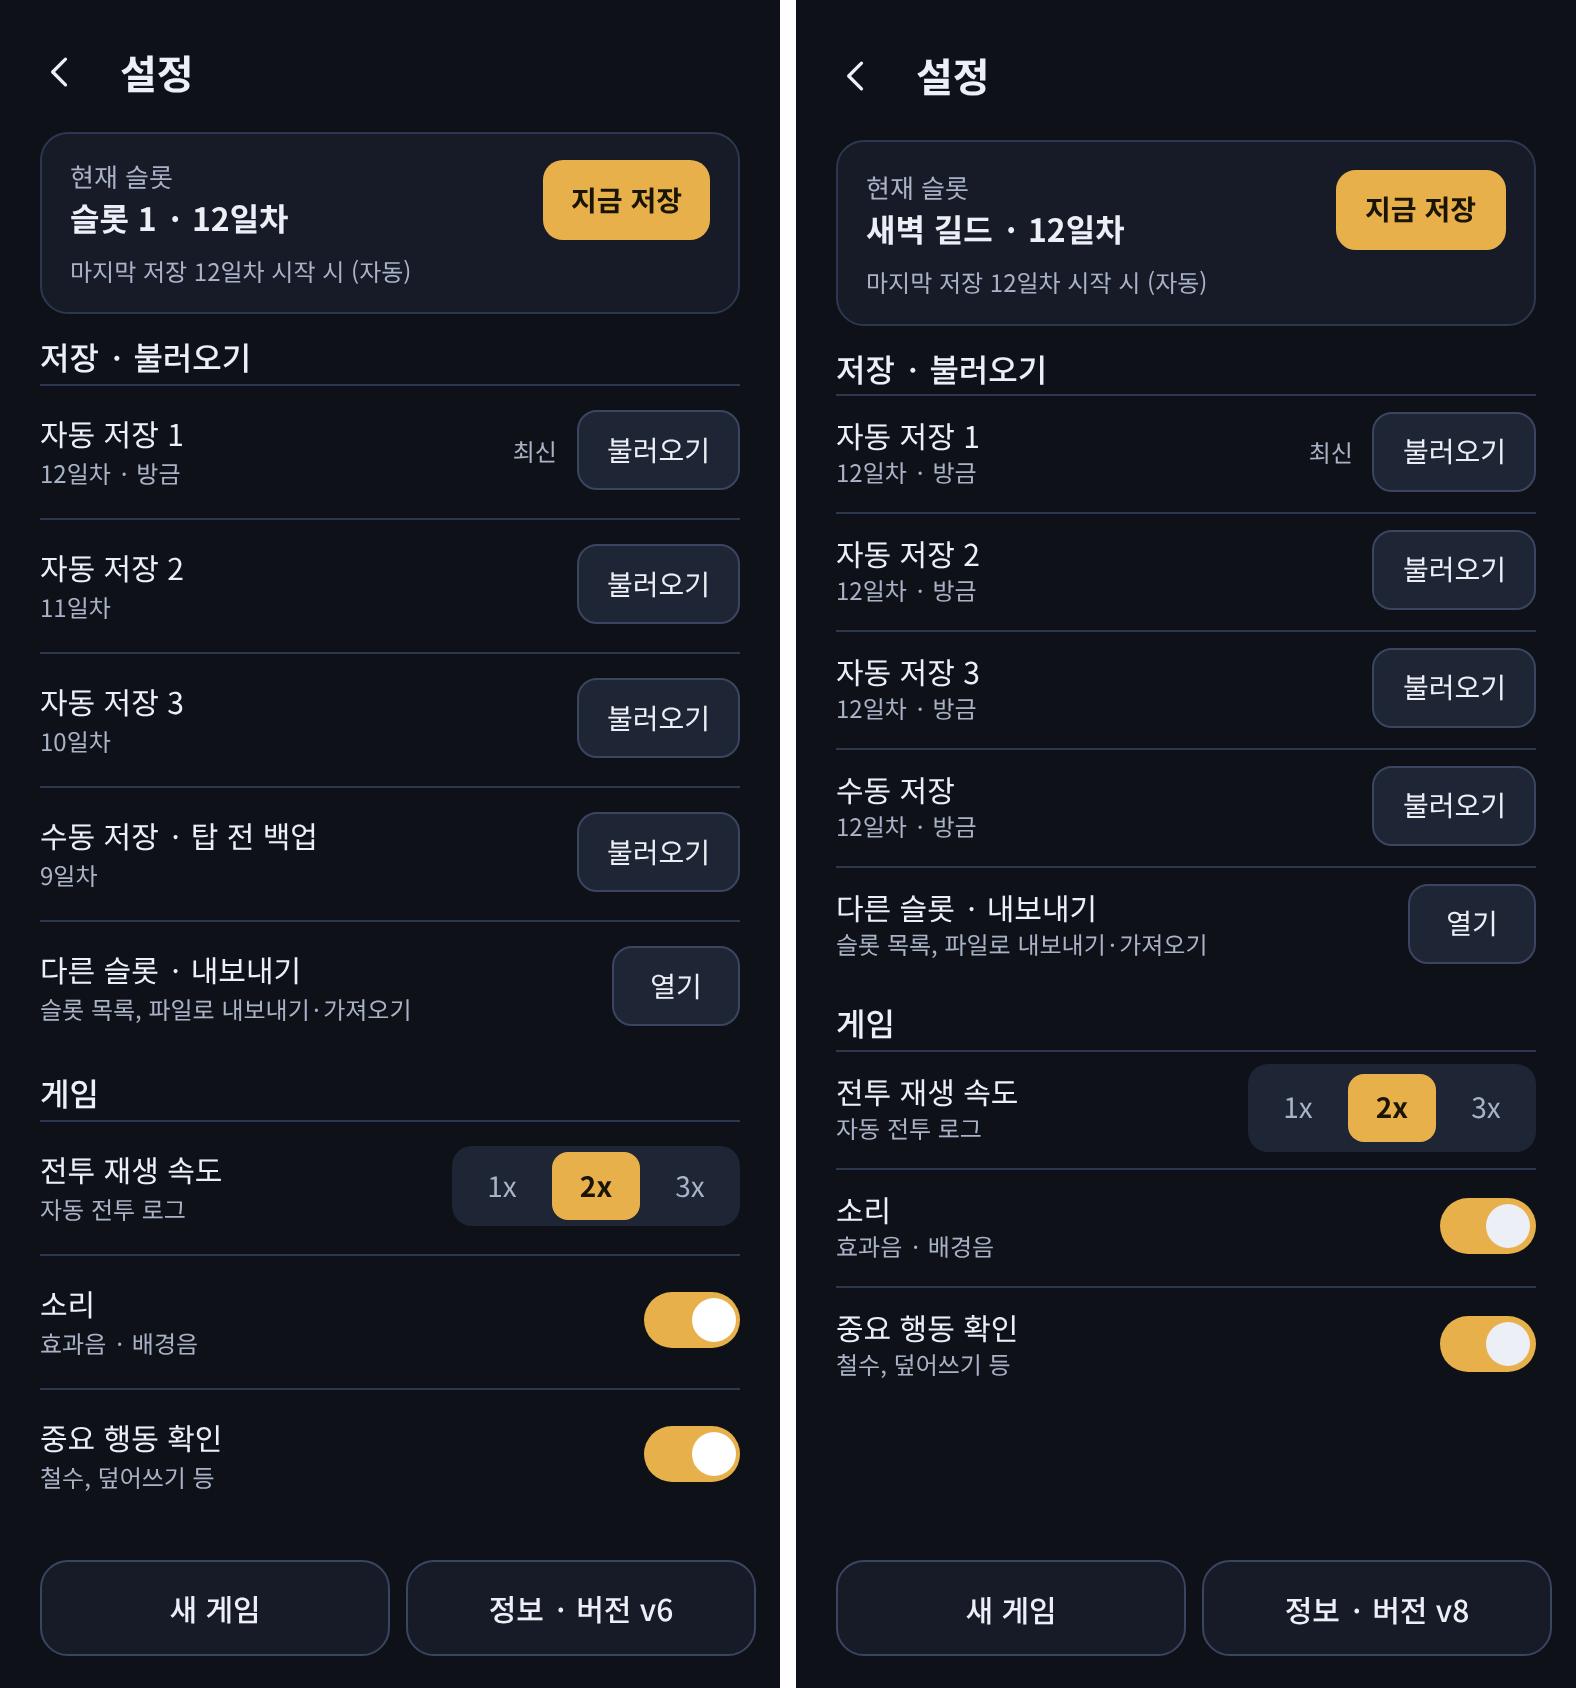 설정
현재 슬롯
슬롯 1 · 12일차
지금 저장
마지막 저장 12일차 시작 시 (자동)
저장 · 불러오기
자동 저장 1
12일차 · 방금
최신
불러오기
자동 저장 2
11일차
불러오기
자동 저장 3
10일차
불러오기
수동 저장 · 탑 전 백업
9일차
불러오기
다른 슬롯 · 내보내기
슬롯 목록, 파일로 내보내기·가져오기
열기
게임
전투 재생 속도
자동 전투 로그
1x 2x 3x
소리
효과음 · 배경음
중요 행동 확인
철수, 덮어쓰기 등
새 게임
정보 · 버전 v6
설정
현재 슬롯
새벽 길드 · 12일차
지금 저장
마지막 저장 12일차 시작 시 (자동)
저장 · 불러오기
자동 저장 1
12일차 · 방금
최신
불러오기
자동 저장 2
12일차 · 방금
불러오기
자동 저장 3
12일차 · 방금
불러오기
수동 저장
12일차 · 방금
불러오기
다른 슬롯 · 내보내기
슬롯 목록, 파일로 내보내기·가져오기
열기
게임
전투 재생 속도
자동 전투 로그
1x 2x 3x
소리
효과음 · 배경음
중요 행동 확인
철수, 덮어쓰기 등
새 게임
정보 · 버전 v8